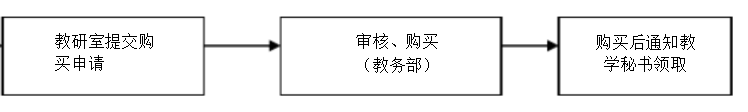 教研室提交购
买申请
审核、购买
（教务部）
购买后通知教
学秘书领取